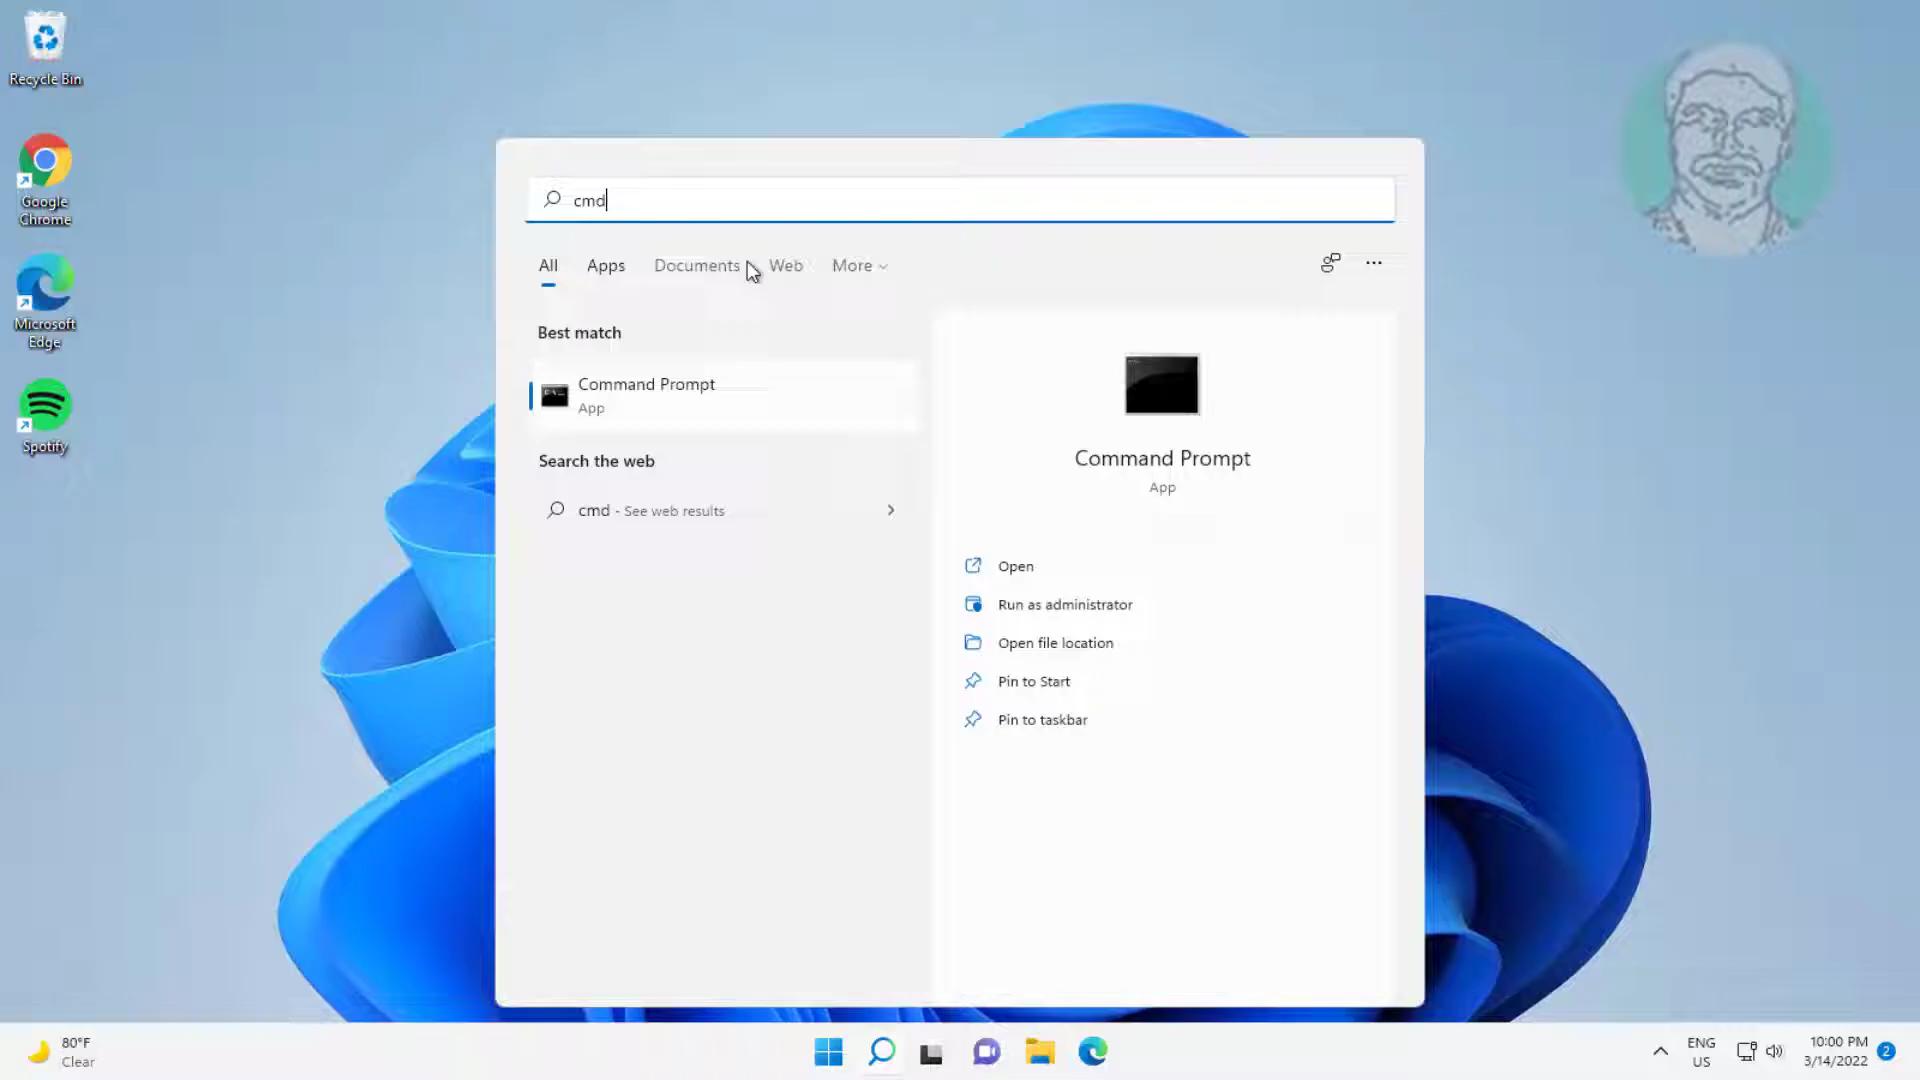 Recycle Bin
Google
Chrome
Microsoft
Edge
Spotify
cmd
All Apps Documents Web More
Best match
Command Prompt
App
Search the web
cmd - See web results
Command Prompt
App
Open
Run as administrator
Open file location
Pin to Start
Pin to taskbar
80°F
Clear
ENG
US
10:00 PM
3/14/2022
2